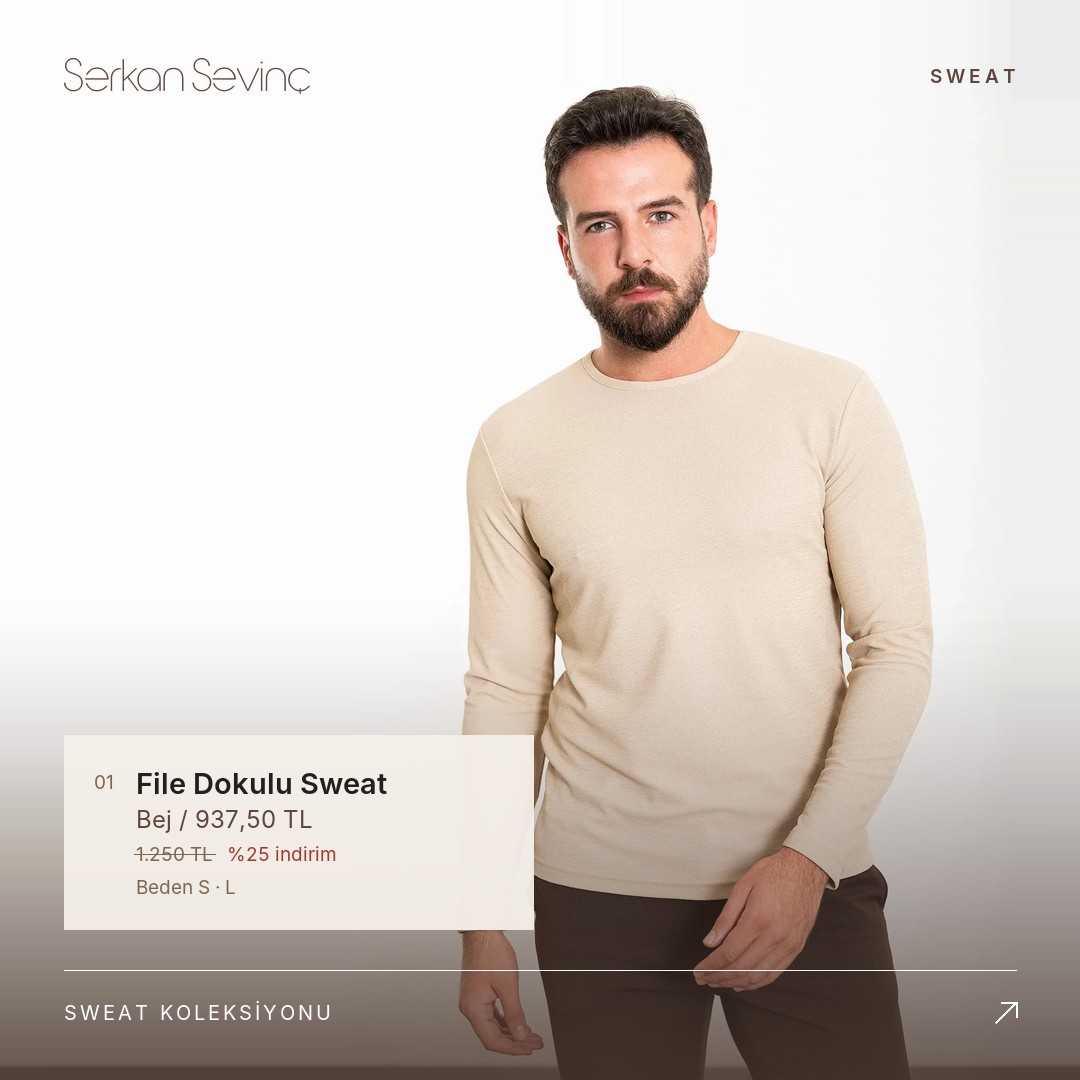 Serkan Sevinç
SWEAT
01
File Dokulu Sweat
Bej / 937,50 TL
1.250 TL %25 indirim
Beden S · L
SWEAT KOLEKSİYONU